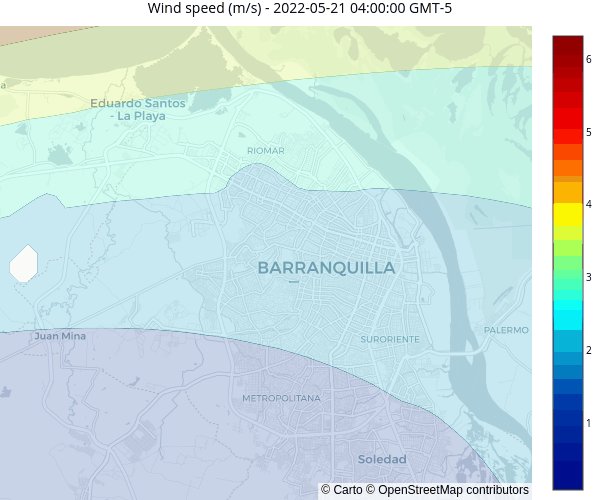 Wind speed (m/s) - 2022-05-21 04:00:00 GMT-5
6
a
Eduardo Santos
- La Playa
5
RIOMAR
4
3
BARRANQUILLA
Juan Mina
PALERMO
SURORIENTE
2
METROPOLITANA
1
Soledad
© Carto © OpenStreetMap contributors